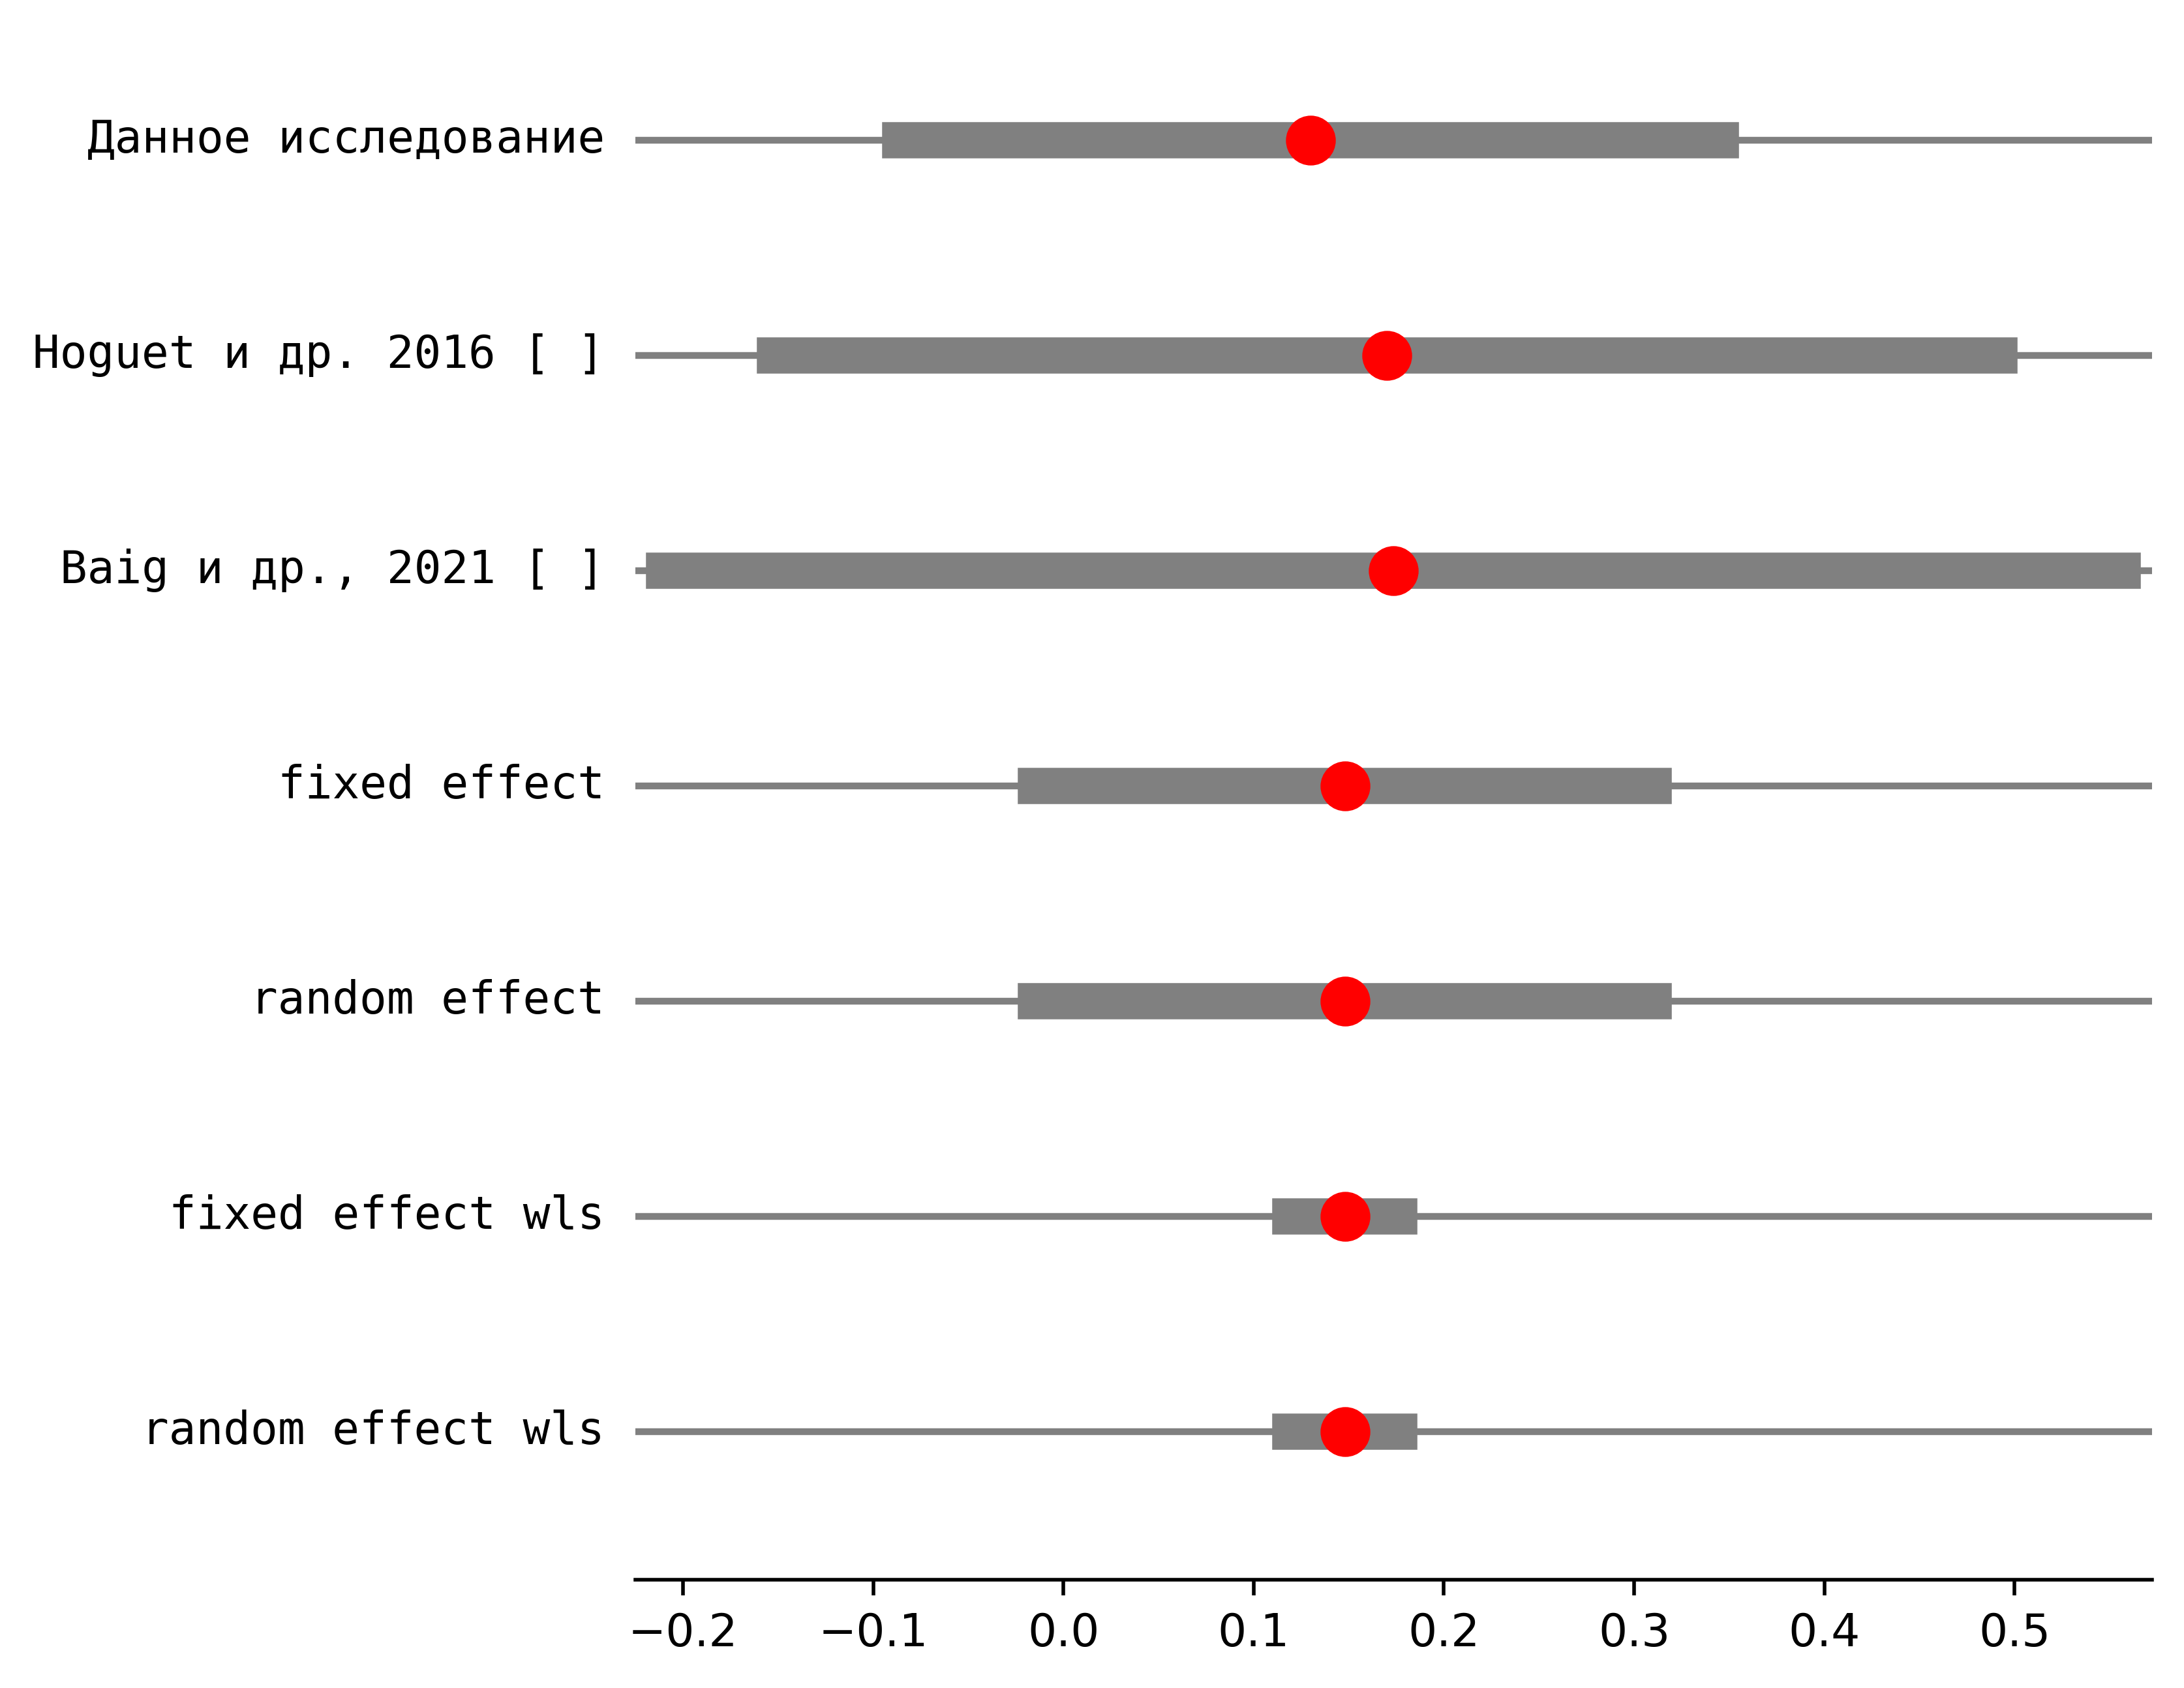 Данное исследование
Hoguet и др. 2016 [ ]
Baig и др., 2021 [ ]
fixed effect
random effect
fixed effect wls
random effect wls
−0.2 −0.1 0.0 0.1 0.2 0.3 0.4 0.5